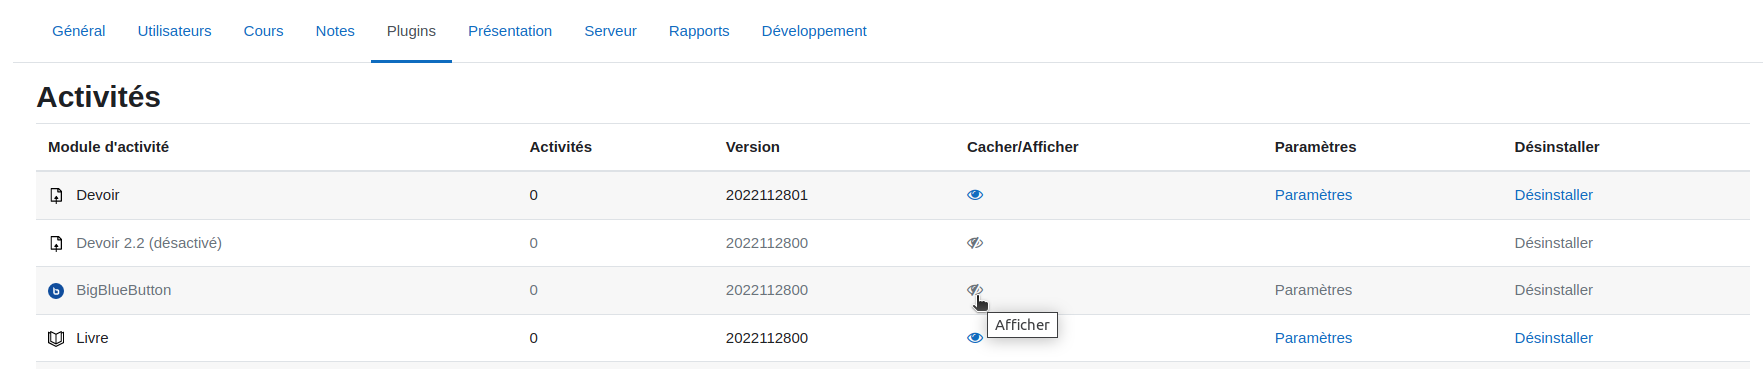 Général Utilisateurs Cours Notes Plugins Présentation Serveur Rapports Développement
Activités
Module d'activité Activités Version Cacher/Afficher Paramètres Désinstaller
Devoir 0 2022112801 Paramètres Désinstaller
Devoir 2.2 (désactivé) 0 2022112800 Désinstaller
BigBlueButton 0 2022112800 Paramètres Désinstaller
Afficher
Livre 0 2022112800 Paramètres Désinstaller